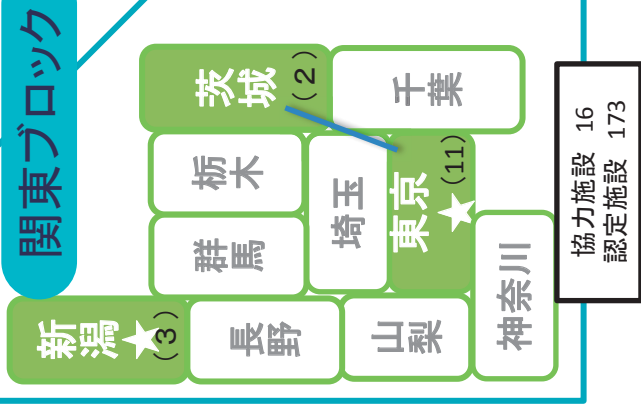 関東ブロック
新潟
★
(3)
群馬
栃木
茨城
(2)
長野
埼玉
千葉
山梨
東京
★
(11)
神奈川
協力施設 16
認定施設 173